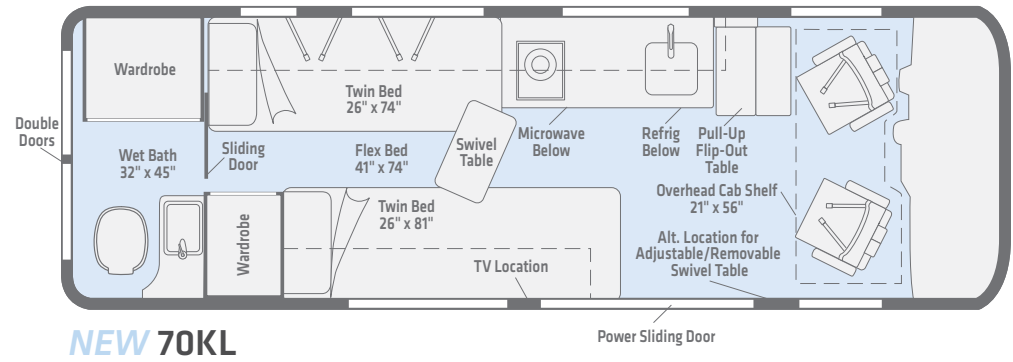 Wardrobe
Twin Bed
26" x 74"
Double
Doors
Wet Bath
32" x 45"
Sliding
Door
Flex Bed
41" x 74"
Swivel
Table
Microwave
Below
Refrig
Below
Pull-Up
Flip-Out
Table
Overhead Cab Shelf
21" x 56"
Twin Bed
26" x 81"
Wardrobe
TV Location
Alt. Location for
Adjustable/Removable
Swivel Table
Power Sliding Door
NEW 70KL